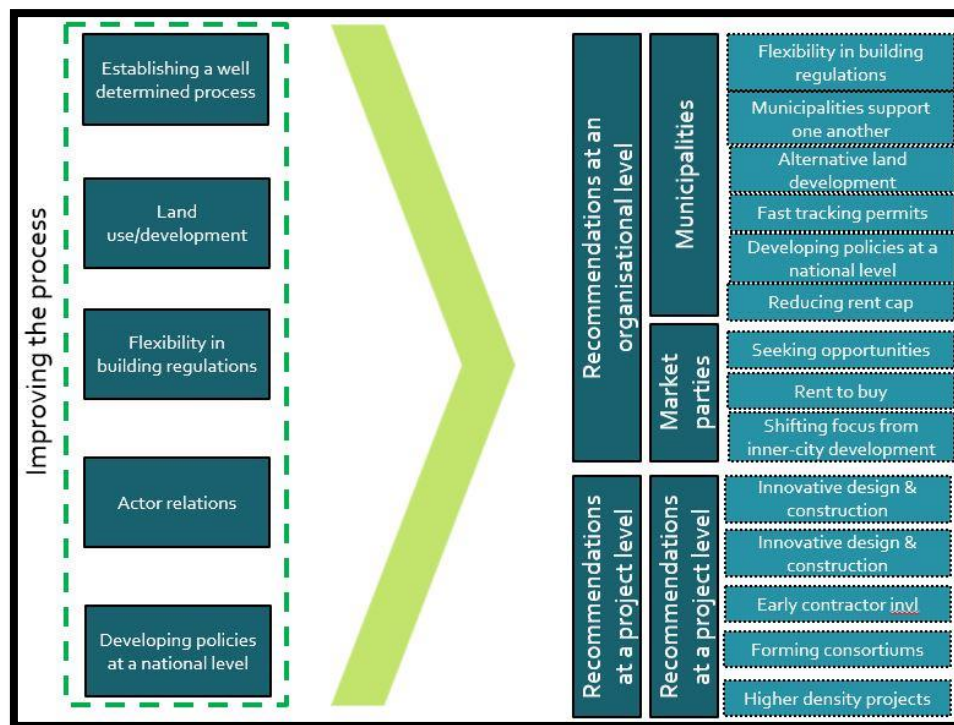 Improving the process
Establishing a well
determined process
Land
use/development
Flexibility in
building regulations
Actor relations
Developing policies
at a national level
Recommendations at an
organisational level
Municipalities
Flexibility in building
regulations
Municipalities support
one another
Alternative land
development
Fast tracking permits
Developing policies at a
national level
Reducing rent cap
Market
parties
Seeking opportunities
Rent to buy
Shifting focus from
inner-city development
Recommendations
at a project level
Recommendations
at a project level
Innovative design &
construction
Innovative design &
construction
Early contractor invl
Forming consortiums
Higher density projects